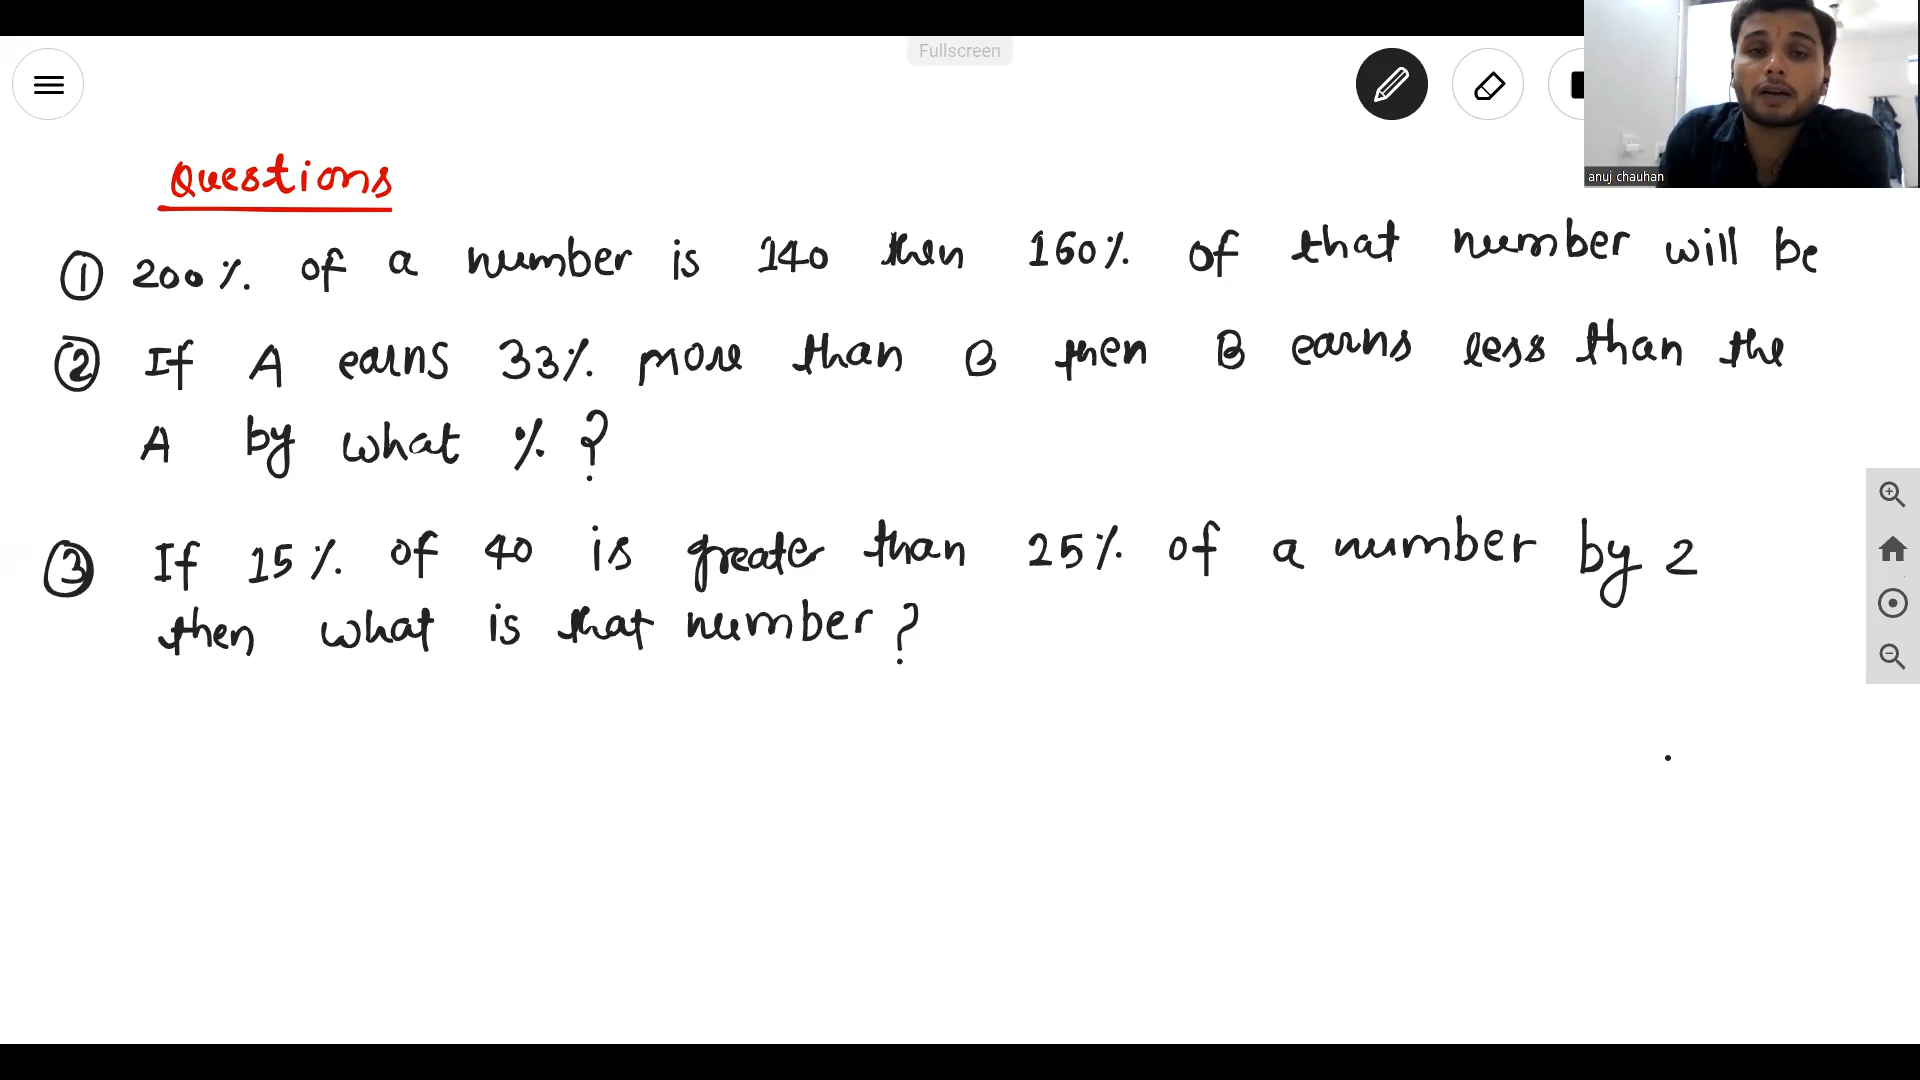 Fullscreen
anuj chauhan
Questions
① 200% of a number is 140 then 160% of that number will be
② If A earns 33% more than B then B earns less than the
A by what % ?
③ If 15% of 40 is greater than 25% of a number by 2
then what is that number ?